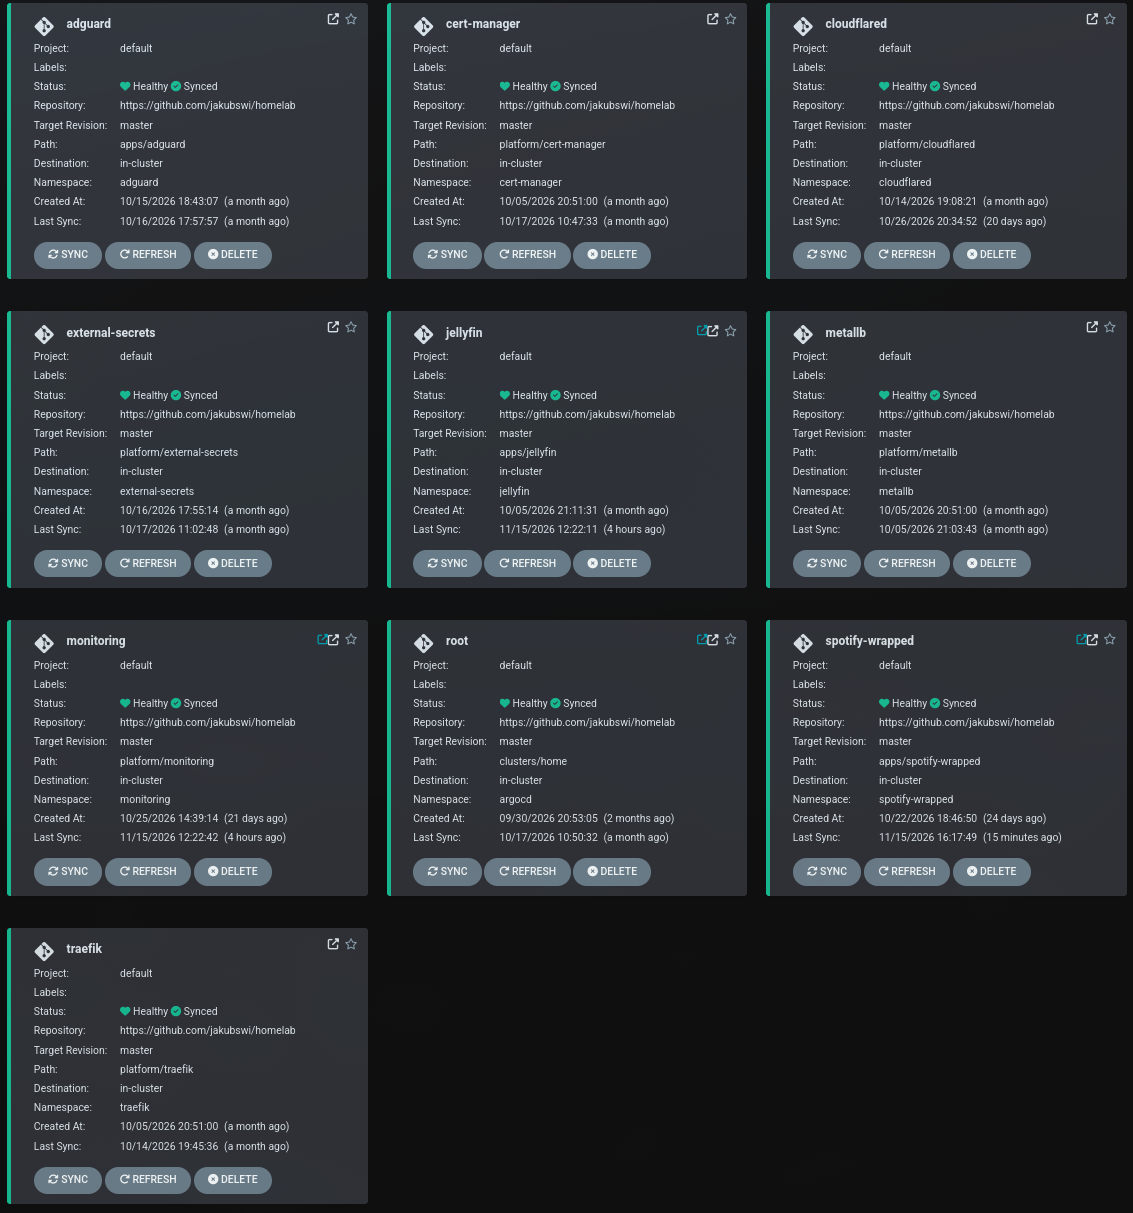 adguard
Project: default
Labels:
Status: Healthy Synced
Repository: https://github.com/jakubswi/homelab
Target Revision: master
Path: apps/adguard
Destination: in-cluster
Namespace: adguard
Created At: 10/15/2026 18:43:07 (a month ago)
Last Sync: 10/16/2026 17:57:57 (a month ago)
SYNC REFRESH DELETE
cert-manager
Project: default
Labels:
Status: Healthy Synced
Repository: https://github.com/jakubswi/homelab
Target Revision: master
Path: platform/cert-manager
Destination: in-cluster
Namespace: cert-manager
Created At: 10/05/2026 20:51:00 (a month ago)
Last Sync: 10/17/2026 10:47:33 (a month ago)
SYNC REFRESH DELETE
cloudflared
Project: default
Labels:
Status: Healthy Synced
Repository: https://github.com/jakubswi/homelab
Target Revision: master
Path: platform/cloudflared
Destination: in-cluster
Namespace: cloudflared
Created At: 10/14/2026 19:08:21 (a month ago)
Last Sync: 10/26/2026 20:34:52 (20 days ago)
SYNC REFRESH DELETE
external-secrets
Project: default
Labels:
Status: Healthy Synced
Repository: https://github.com/jakubswi/homelab
Target Revision: master
Path: platform/external-secrets
Destination: in-cluster
Namespace: external-secrets
Created At: 10/16/2026 17:55:14 (a month ago)
Last Sync: 10/17/2026 11:02:48 (a month ago)
SYNC REFRESH DELETE
jellyfin
Project: default
Labels:
Status: Healthy Synced
Repository: https://github.com/jakubswi/homelab
Target Revision: master
Path: apps/jellyfin
Destination: in-cluster
Namespace: jellyfin
Created At: 10/05/2026 21:11:31 (a month ago)
Last Sync: 11/15/2026 12:22:11 (4 hours ago)
SYNC REFRESH DELETE
metallb
Project: default
Labels:
Status: Healthy Synced
Repository: https://github.com/jakubswi/homelab
Target Revision: master
Path: platform/metallb
Destination: in-cluster
Namespace: metallb
Created At: 10/05/2026 20:51:00 (a month ago)
Last Sync: 10/05/2026 21:03:43 (a month ago)
SYNC REFRESH DELETE
monitoring
Project: default
Labels:
Status: Healthy Synced
Repository: https://github.com/jakubswi/homelab
Target Revision: master
Path: platform/monitoring
Destination: in-cluster
Namespace: monitoring
Created At: 10/25/2026 14:39:14 (21 days ago)
Last Sync: 11/15/2026 12:22:42 (4 hours ago)
SYNC REFRESH DELETE
root
Project: default
Labels:
Status: Healthy Synced
Repository: https://github.com/jakubswi/homelab
Target Revision: master
Path: clusters/home
Destination: in-cluster
Namespace: argocd
Created At: 09/30/2026 20:53:05 (2 months ago)
Last Sync: 10/17/2026 10:50:32 (a month ago)
SYNC REFRESH DELETE
spotify-wrapped
Project: default
Labels:
Status: Healthy Synced
Repository: https://github.com/jakubswi/homelab
Target Revision: master
Path: apps/spotify-wrapped
Destination: in-cluster
Namespace: spotify-wrapped
Created At: 10/22/2026 18:46:50 (24 days ago)
Last Sync: 11/15/2026 16:17:49 (15 minutes ago)
SYNC REFRESH DELETE
traefik
Project: default
Labels:
Status: Healthy Synced
Repository: https://github.com/jakubswi/homelab
Target Revision: master
Path: platform/traefik
Destination: in-cluster
Namespace: traefik
Created At: 10/05/2026 20:51:00 (a month ago)
Last Sync: 10/14/2026 19:45:36 (a month ago)
SYNC REFRESH DELETE